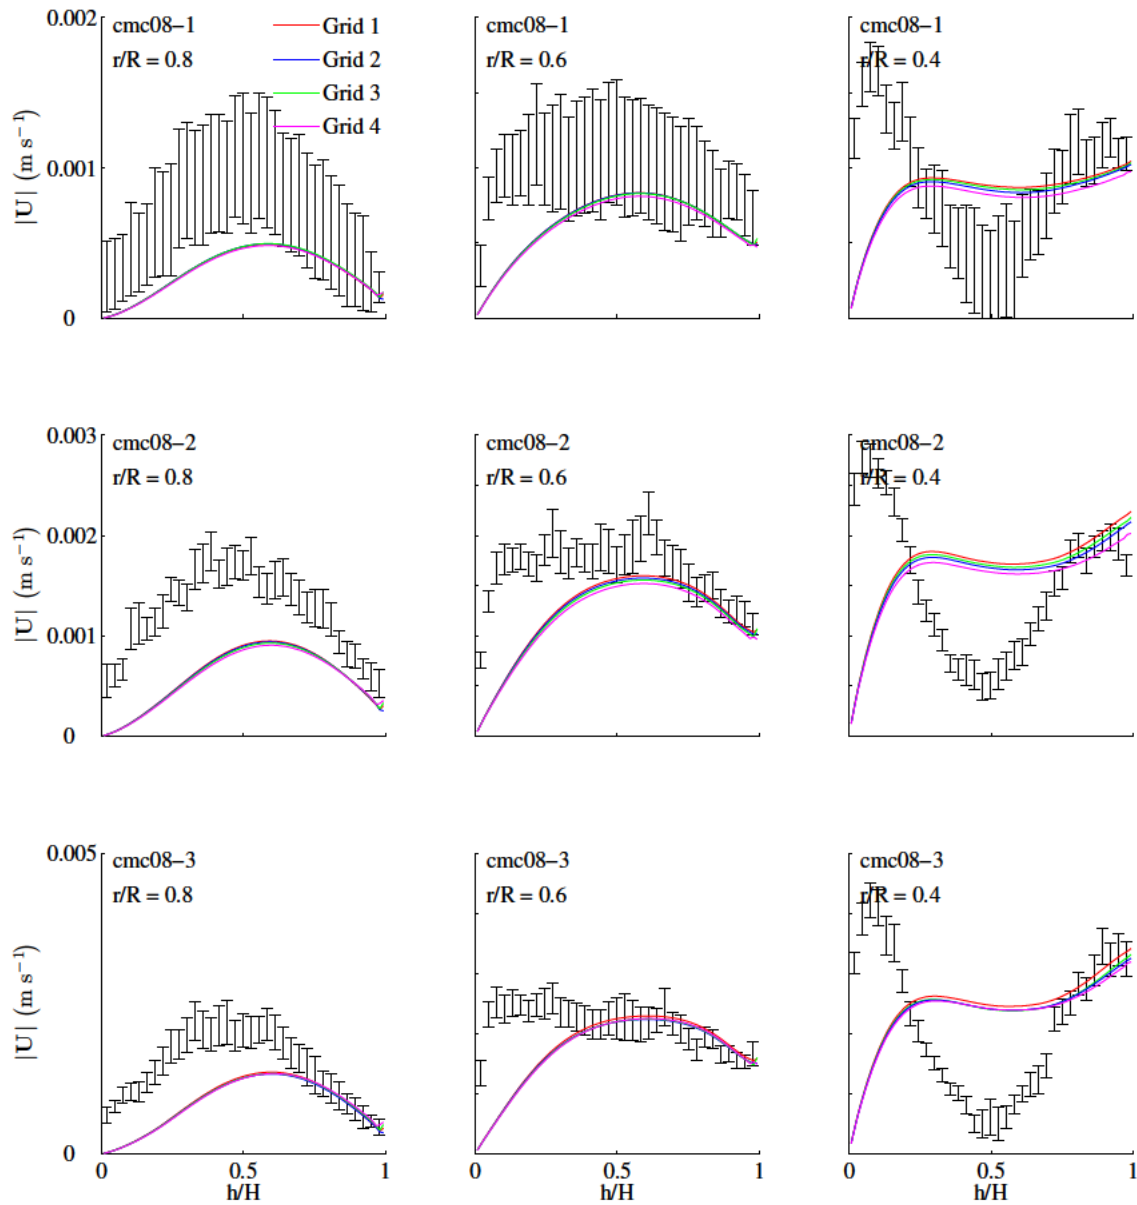 0.002
cmc08−1
r/R = 0.8
Grid 1
Grid 2
Grid 3
Grid 4
cmc08−1
r/R = 0.6
cmc08−1
r/R = 0.4
0.001
|U| (m s⁻¹)
0
0.003
cmc08−2
r/R = 0.8
cmc08−2
r/R = 0.6
cmc08−2
r/R = 0.4
0.002
|U| (m s⁻¹)
0.001
0
0.005
cmc08−3
r/R = 0.8
cmc08−3
r/R = 0.6
cmc08−3
r/R = 0.4
|U| (m s⁻¹)
0
0 0.5 1
h/H
0 0.5 1
h/H
0 0.5 1
h/H